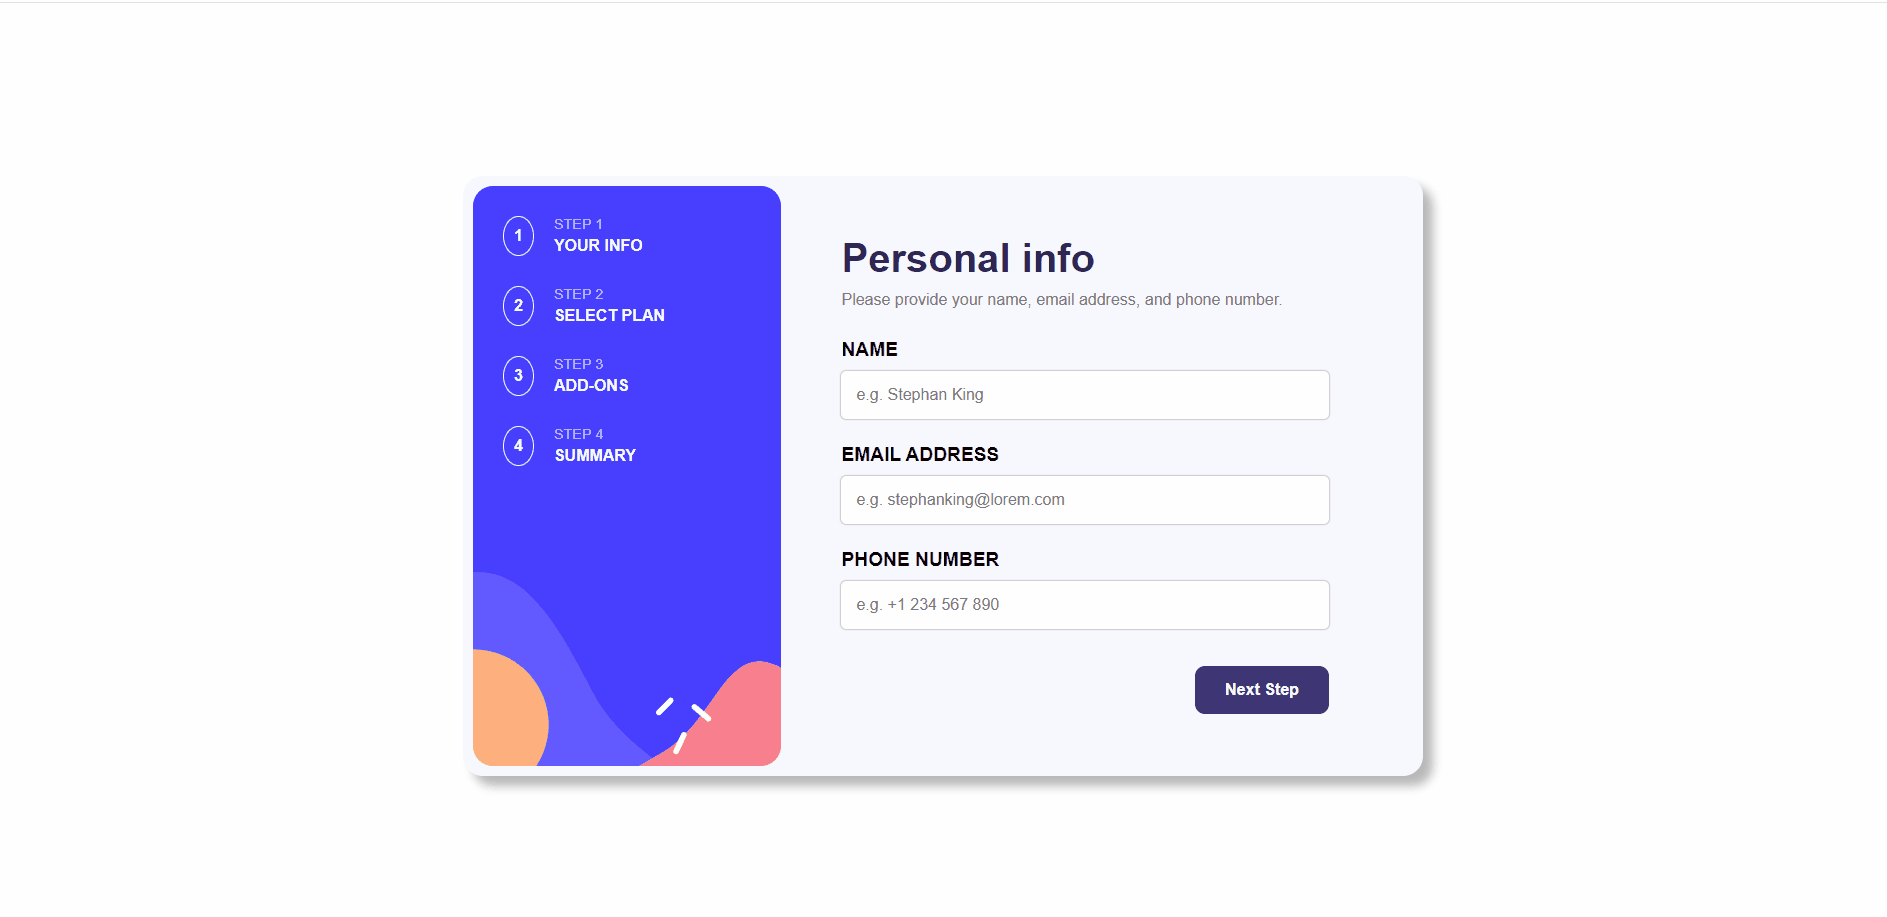 1
STEP 1
YOUR INFO
2
STEP 2
SELECT PLAN
3
STEP 3
ADD-ONS
4
STEP 4
SUMMARY
Personal info
Please provide your name, email address, and phone number.
NAME
e.g. Stephan King
EMAIL ADDRESS
e.g. stephanking@lorem.com
PHONE NUMBER
e.g. +1 234 567 890
Next Step